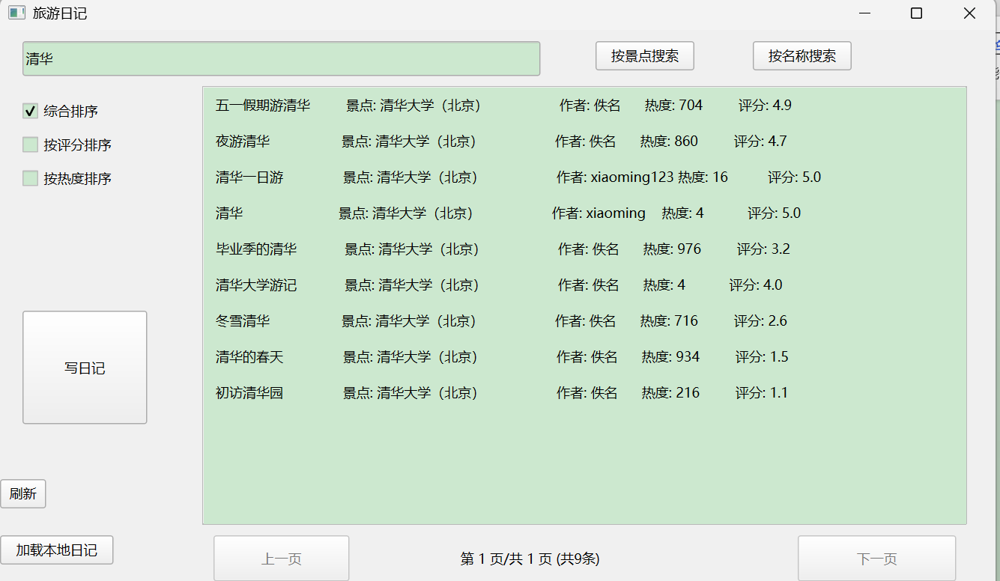 旅游日记
清华
按景点搜索
按名称搜索
综合排序
按评分排序
按热度排序
五一假期游清华 景点: 清华大学（北京） 作者: 佚名 热度: 704 评分: 4.9
夜游清华 景点: 清华大学（北京） 作者: 佚名 热度: 860 评分: 4.7
清华一日游 景点: 清华大学（北京） 作者: xiaoming123 热度: 16 评分: 5.0
清华 景点: 清华大学（北京） 作者: xiaoming 热度: 4 评分: 5.0
毕业季的清华 景点: 清华大学（北京） 作者: 佚名 热度: 976 评分: 3.2
清华大学游记 景点: 清华大学（北京） 作者: 佚名 热度: 4 评分: 4.0
冬雪清华 景点: 清华大学（北京） 作者: 佚名 热度: 716 评分: 2.6
清华的春天 景点: 清华大学（北京） 作者: 佚名 热度: 934 评分: 1.5
初访清华园 景点: 清华大学（北京） 作者: 佚名 热度: 216 评分: 1.1
写日记
刷新
加载本地日记
上一页
第 1 页/共 1 页 (共9条)
下一页